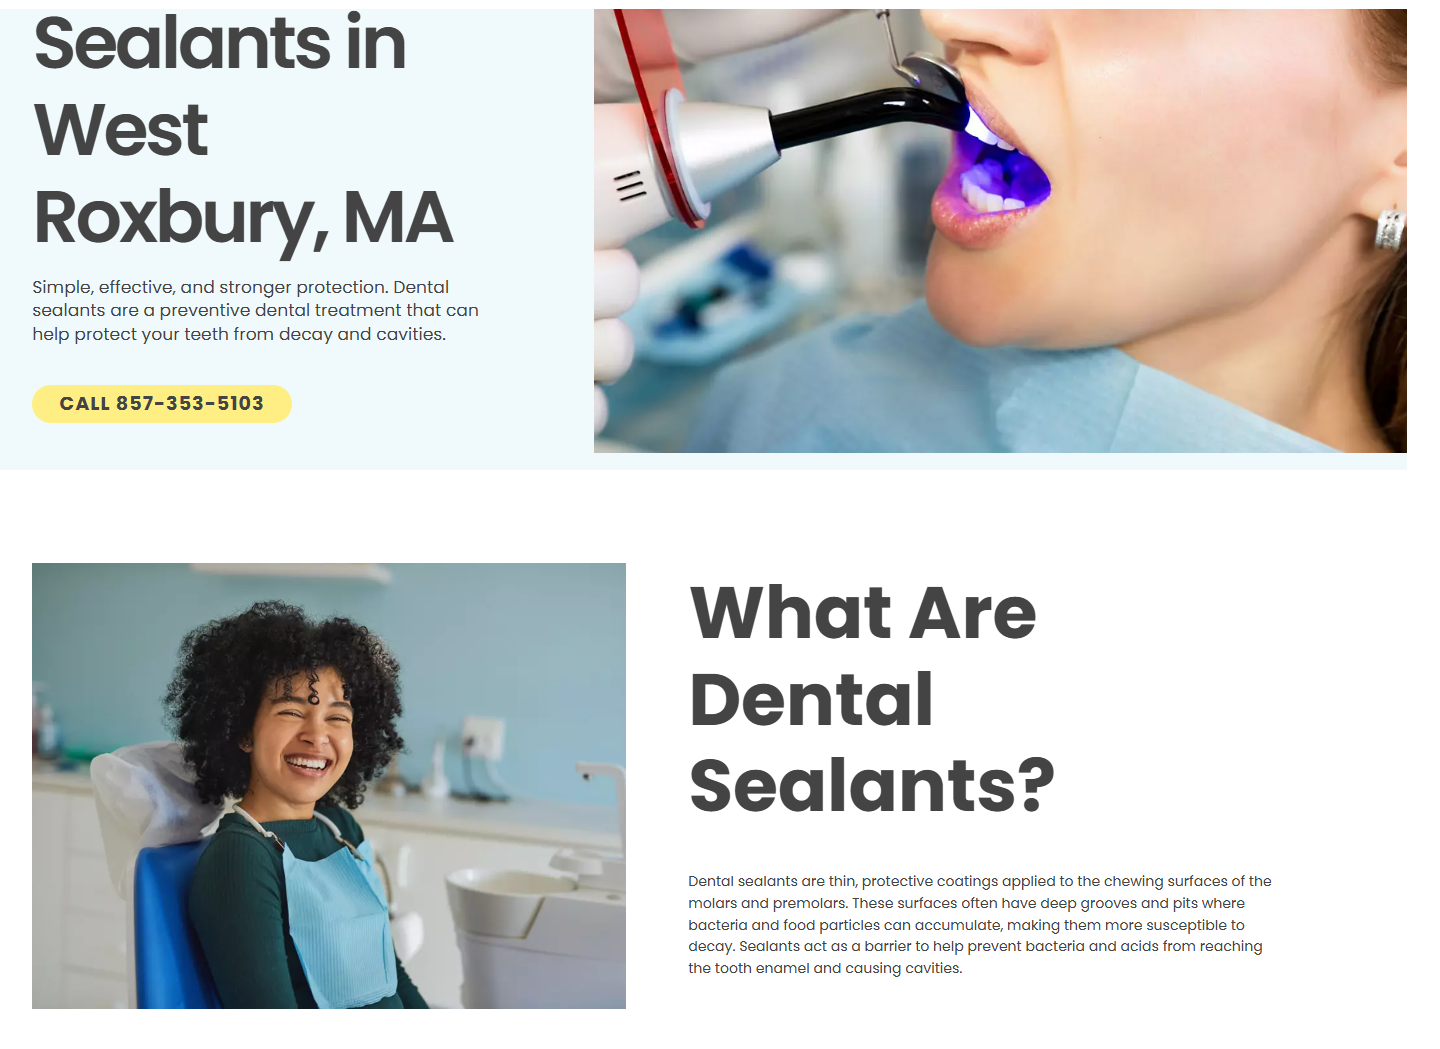 Sealants in
West
Roxbury, MA
Simple, effective, and stronger protection. Dental
sealants are a preventive dental treatment that can
help protect your teeth from decay and cavities.
CALL 857-353-5103
What Are
Dental
Sealants?
Dental sealants are thin, protective coatings applied to the chewing surfaces of the
molars and premolars. These surfaces often have deep grooves and pits where
bacteria and food particles can accumulate, making them more susceptible to
decay. Sealants act as a barrier to help prevent bacteria and acids from reaching
the tooth enamel and causing cavities.